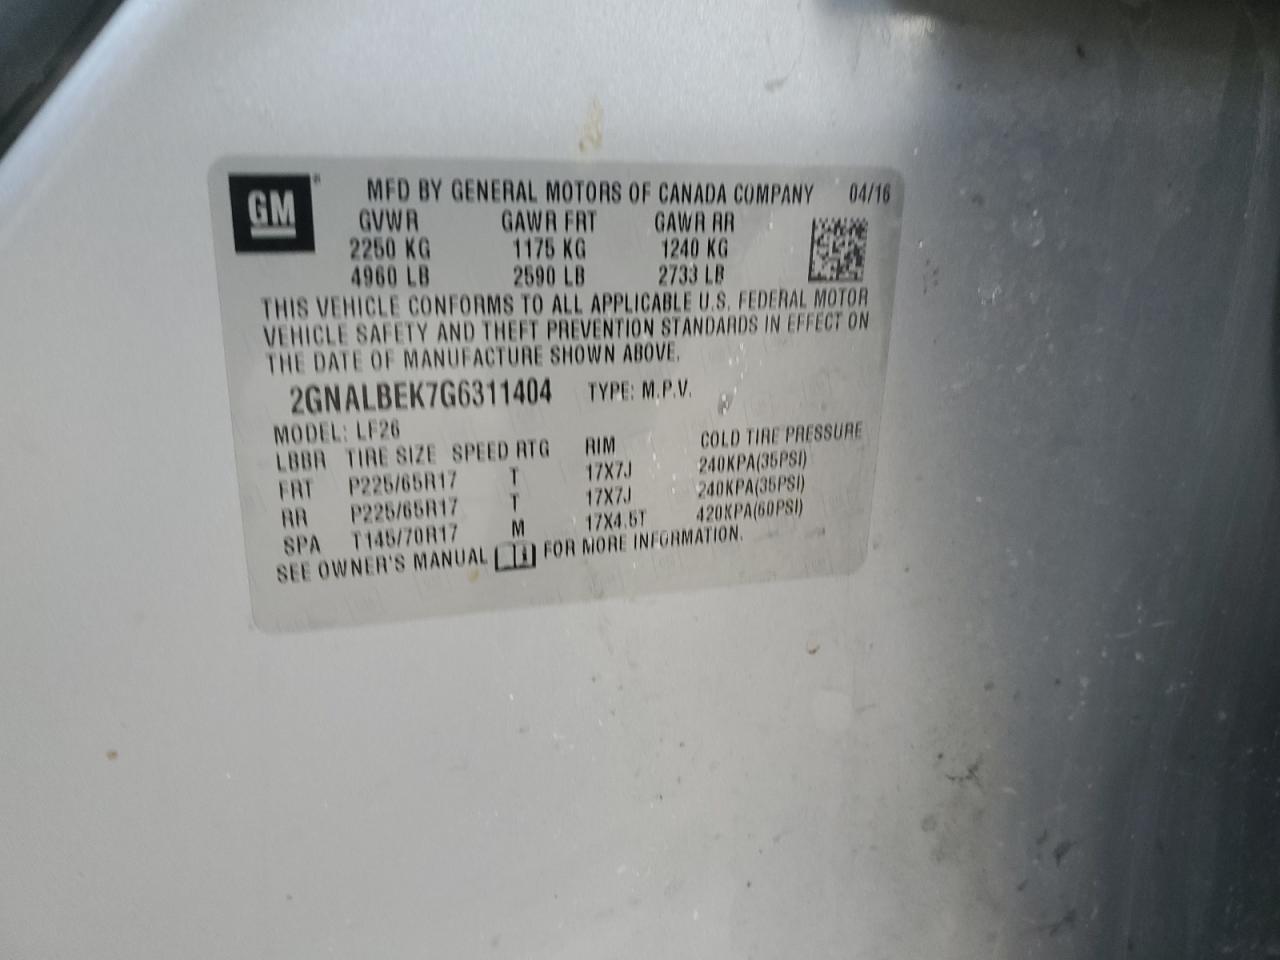 GM ® MFD BY GENERAL MOTORS OF CANADA COMPANY 04/16
GVWR GAWR FRT GAWR RR
2250 KG 1175 KG 1240 KG
4960 LB 2590 LB 2733 LB
THIS VEHICLE CONFORMS TO ALL APPLICABLE U.S. FEDERAL MOTOR
VEHICLE SAFETY AND THEFT PREVENTION STANDARDS IN EFFECT ON
THE DATE OF MANUFACTURE SHOWN ABOVE.
2GNALBEK7G6311404 TYPE: M.P.V.
MODEL: LF26
LBBR TIRE SIZE SPEED RTG RIM COLD TIRE PRESSURE
FRT P225/65R17 T 17X7J 240KPA(35PSI)
RR P225/65R17 T 17X7J 240KPA(35PSI)
SPA T145/70R17 M 17X4.5T 420KPA(60PSI)
SEE OWNER'S MANUAL FOR MORE INFORMATION.